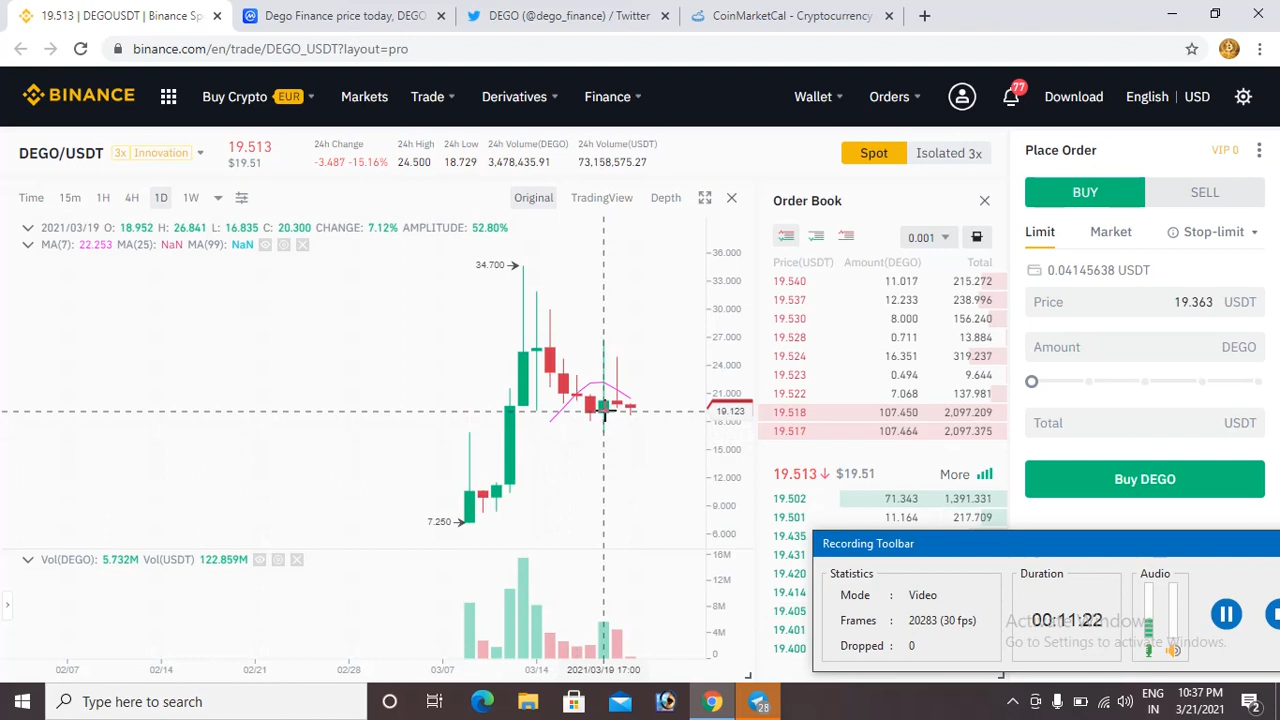 19.513 | DEGOUSDT | Binance Sp
Dego Finance price today, DEGO
DEGO (@dego_finance) / Twitter
CoinMarketCal - Cryptocurrency
binance.com/en/trade/DEGO_USDT?layout=pro
BINANCE
Buy Crypto EUR
Markets
Trade
Derivatives
Finance
Wallet
Orders
77
Download
English | USD
DEGO/USDT 3x Innovation
19.513
$19.51
24h Change
-3.487 -15.16%
24h High
24.500
24h Low
18.729
24h Volume(DEGO)
3,478,435.91
24h Volume(USDT)
73,158,575.27
Spot
Isolated 3x
Time 15m 1H 4H 1D 1W
Original TradingView Depth
2021/03/19 O: 18.952 H: 26.841 L: 16.835 C: 20.300 CHANGE: 7.12% AMPLITUDE: 52.80%
MA(7): 22.253 MA(25): NaN MA(99): NaN
34.700
7.250
36.000
33.000
30.000
27.000
24.000
21.000
19.123
18.000
15.000
12.000
9.000
6.000
Vol(DEGO): 5.732M Vol(USDT) 122.859M
16M
12M
8M
4M
0
02/07 02/14 02/21 02/28 03/07 03/14 2021/03/19 17:00
Order Book
0.001
Price(USDT) Amount(DEGO) Total
19.540 11.017 215.272
19.537 12.233 238.996
19.530 8.000 156.240
19.528 0.711 13.884
19.524 16.351 319.237
19.523 0.494 9.644
19.522 7.068 137.981
19.518 107.450 2,097.209
19.517 107.464 2,097.375
19.513 $19.51 More
19.502 71.343 1,391.331
19.501 11.164 217.709
19.435
19.431
19.420
19.414
19.405
19.401
19.400
Place Order VIP 0
BUY SELL
Limit Market Stop-limit
0.04145638 USDT
Price 19.363 USDT
Amount DEGO
Total USDT
Buy DEGO
Recording Toolbar
Statistics
Mode : Video
Frames : 20283 (30 fps)
Dropped : 0
Duration
00:11:22
Audio
Activate Windows
Go to Settings to activate Windows.
Type here to search
28
ENG
IN
10:37 PM
3/21/2021
2